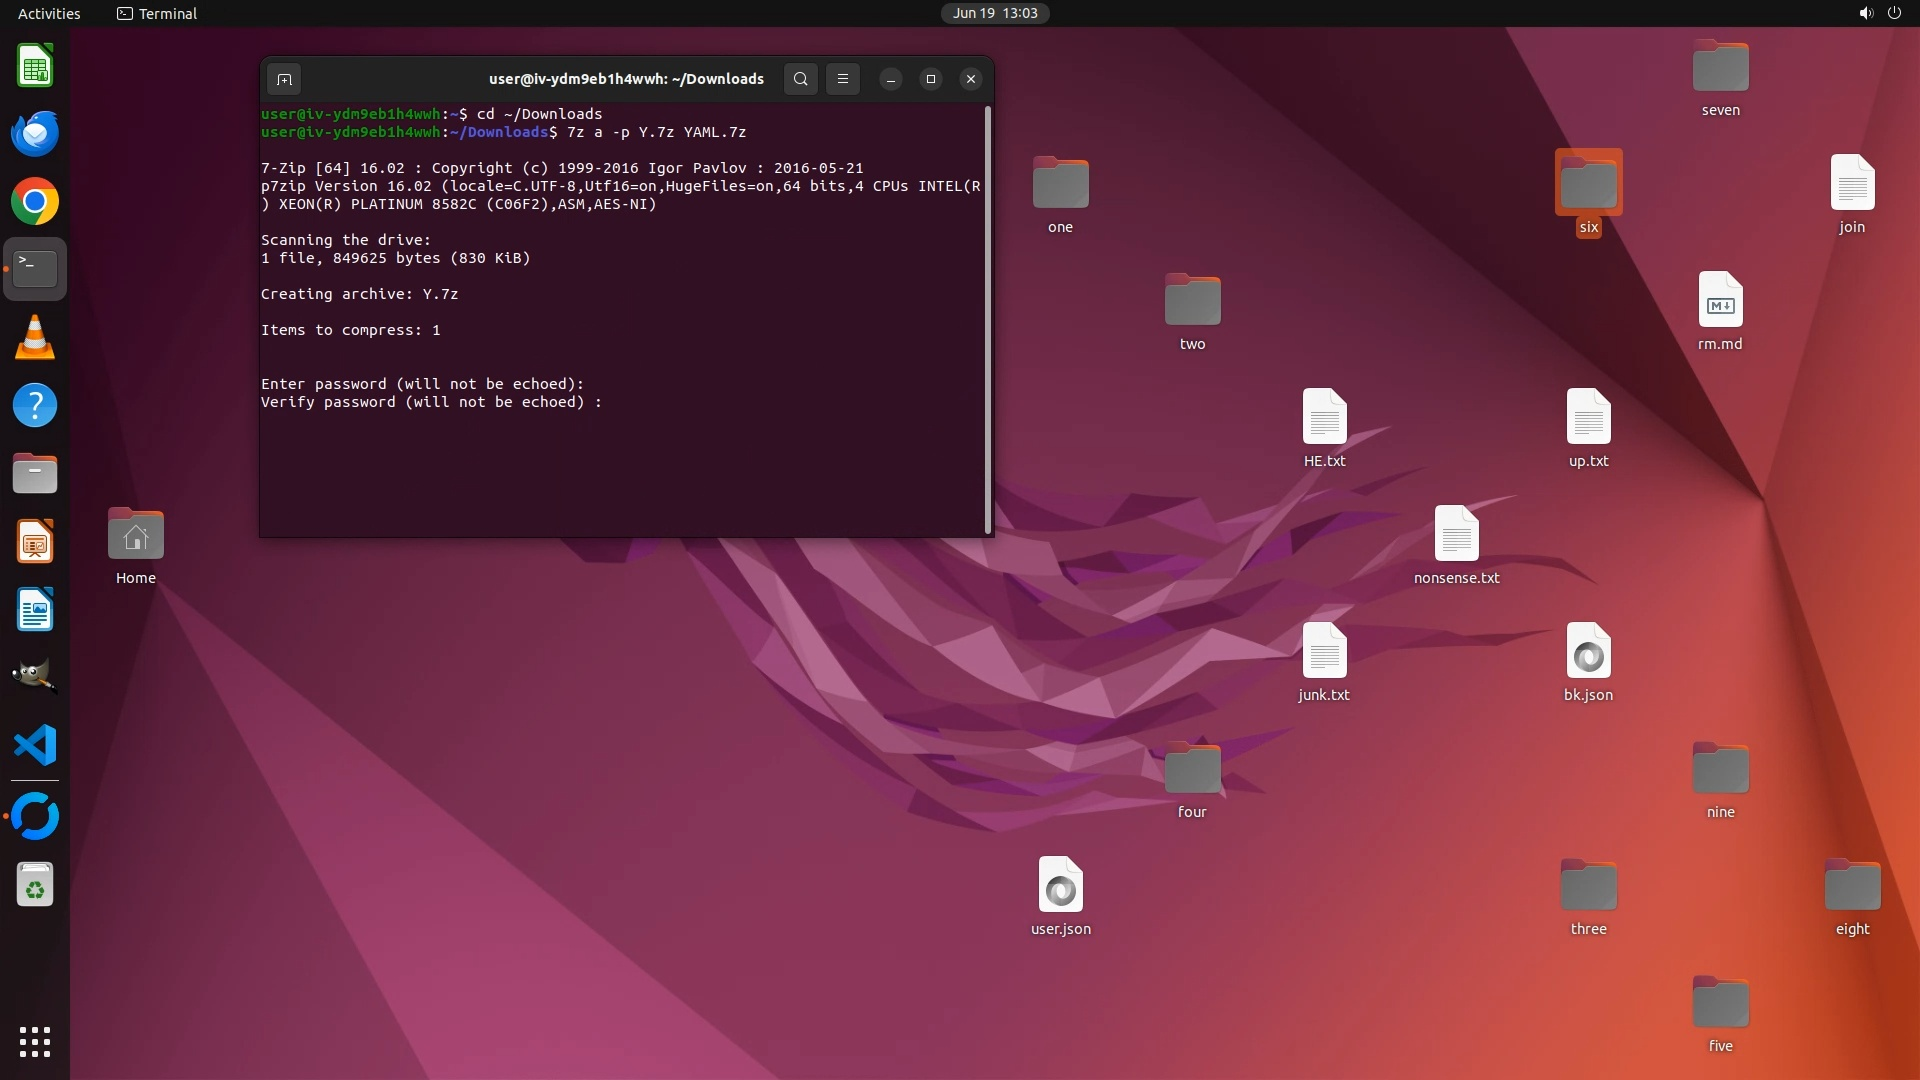 Activities
Terminal
Jun 19 13:03
user@iv-ydm9eb1h4wwh: ~/Downloads
user@iv-ydm9eb1h4wwh:~$ cd ~/Downloads
user@iv-ydm9eb1h4wwh:~/Downloads$ 7z a -p Y.7z YAML.7z
7-Zip [64] 16.02 : Copyright (c) 1999-2016 Igor Pavlov : 2016-05-21
p7zip Version 16.02 (locale=C.UTF-8,Utf16=on,HugeFiles=on,64 bits,4 CPUs INTEL(R
) XEON(R) PLATINUM 8582C (C06F2),ASM,AES-NI)
Scanning the drive:
1 file, 849625 bytes (830 KiB)
Creating archive: Y.7z
Items to compress: 1
Enter password (will not be echoed):
Verify password (will not be echoed) :
seven
one
six
join
two
rm.md
HE.txt
up.txt
Home
nonsense.txt
junk.txt
bk.json
four
nine
user.json
three
eight
five